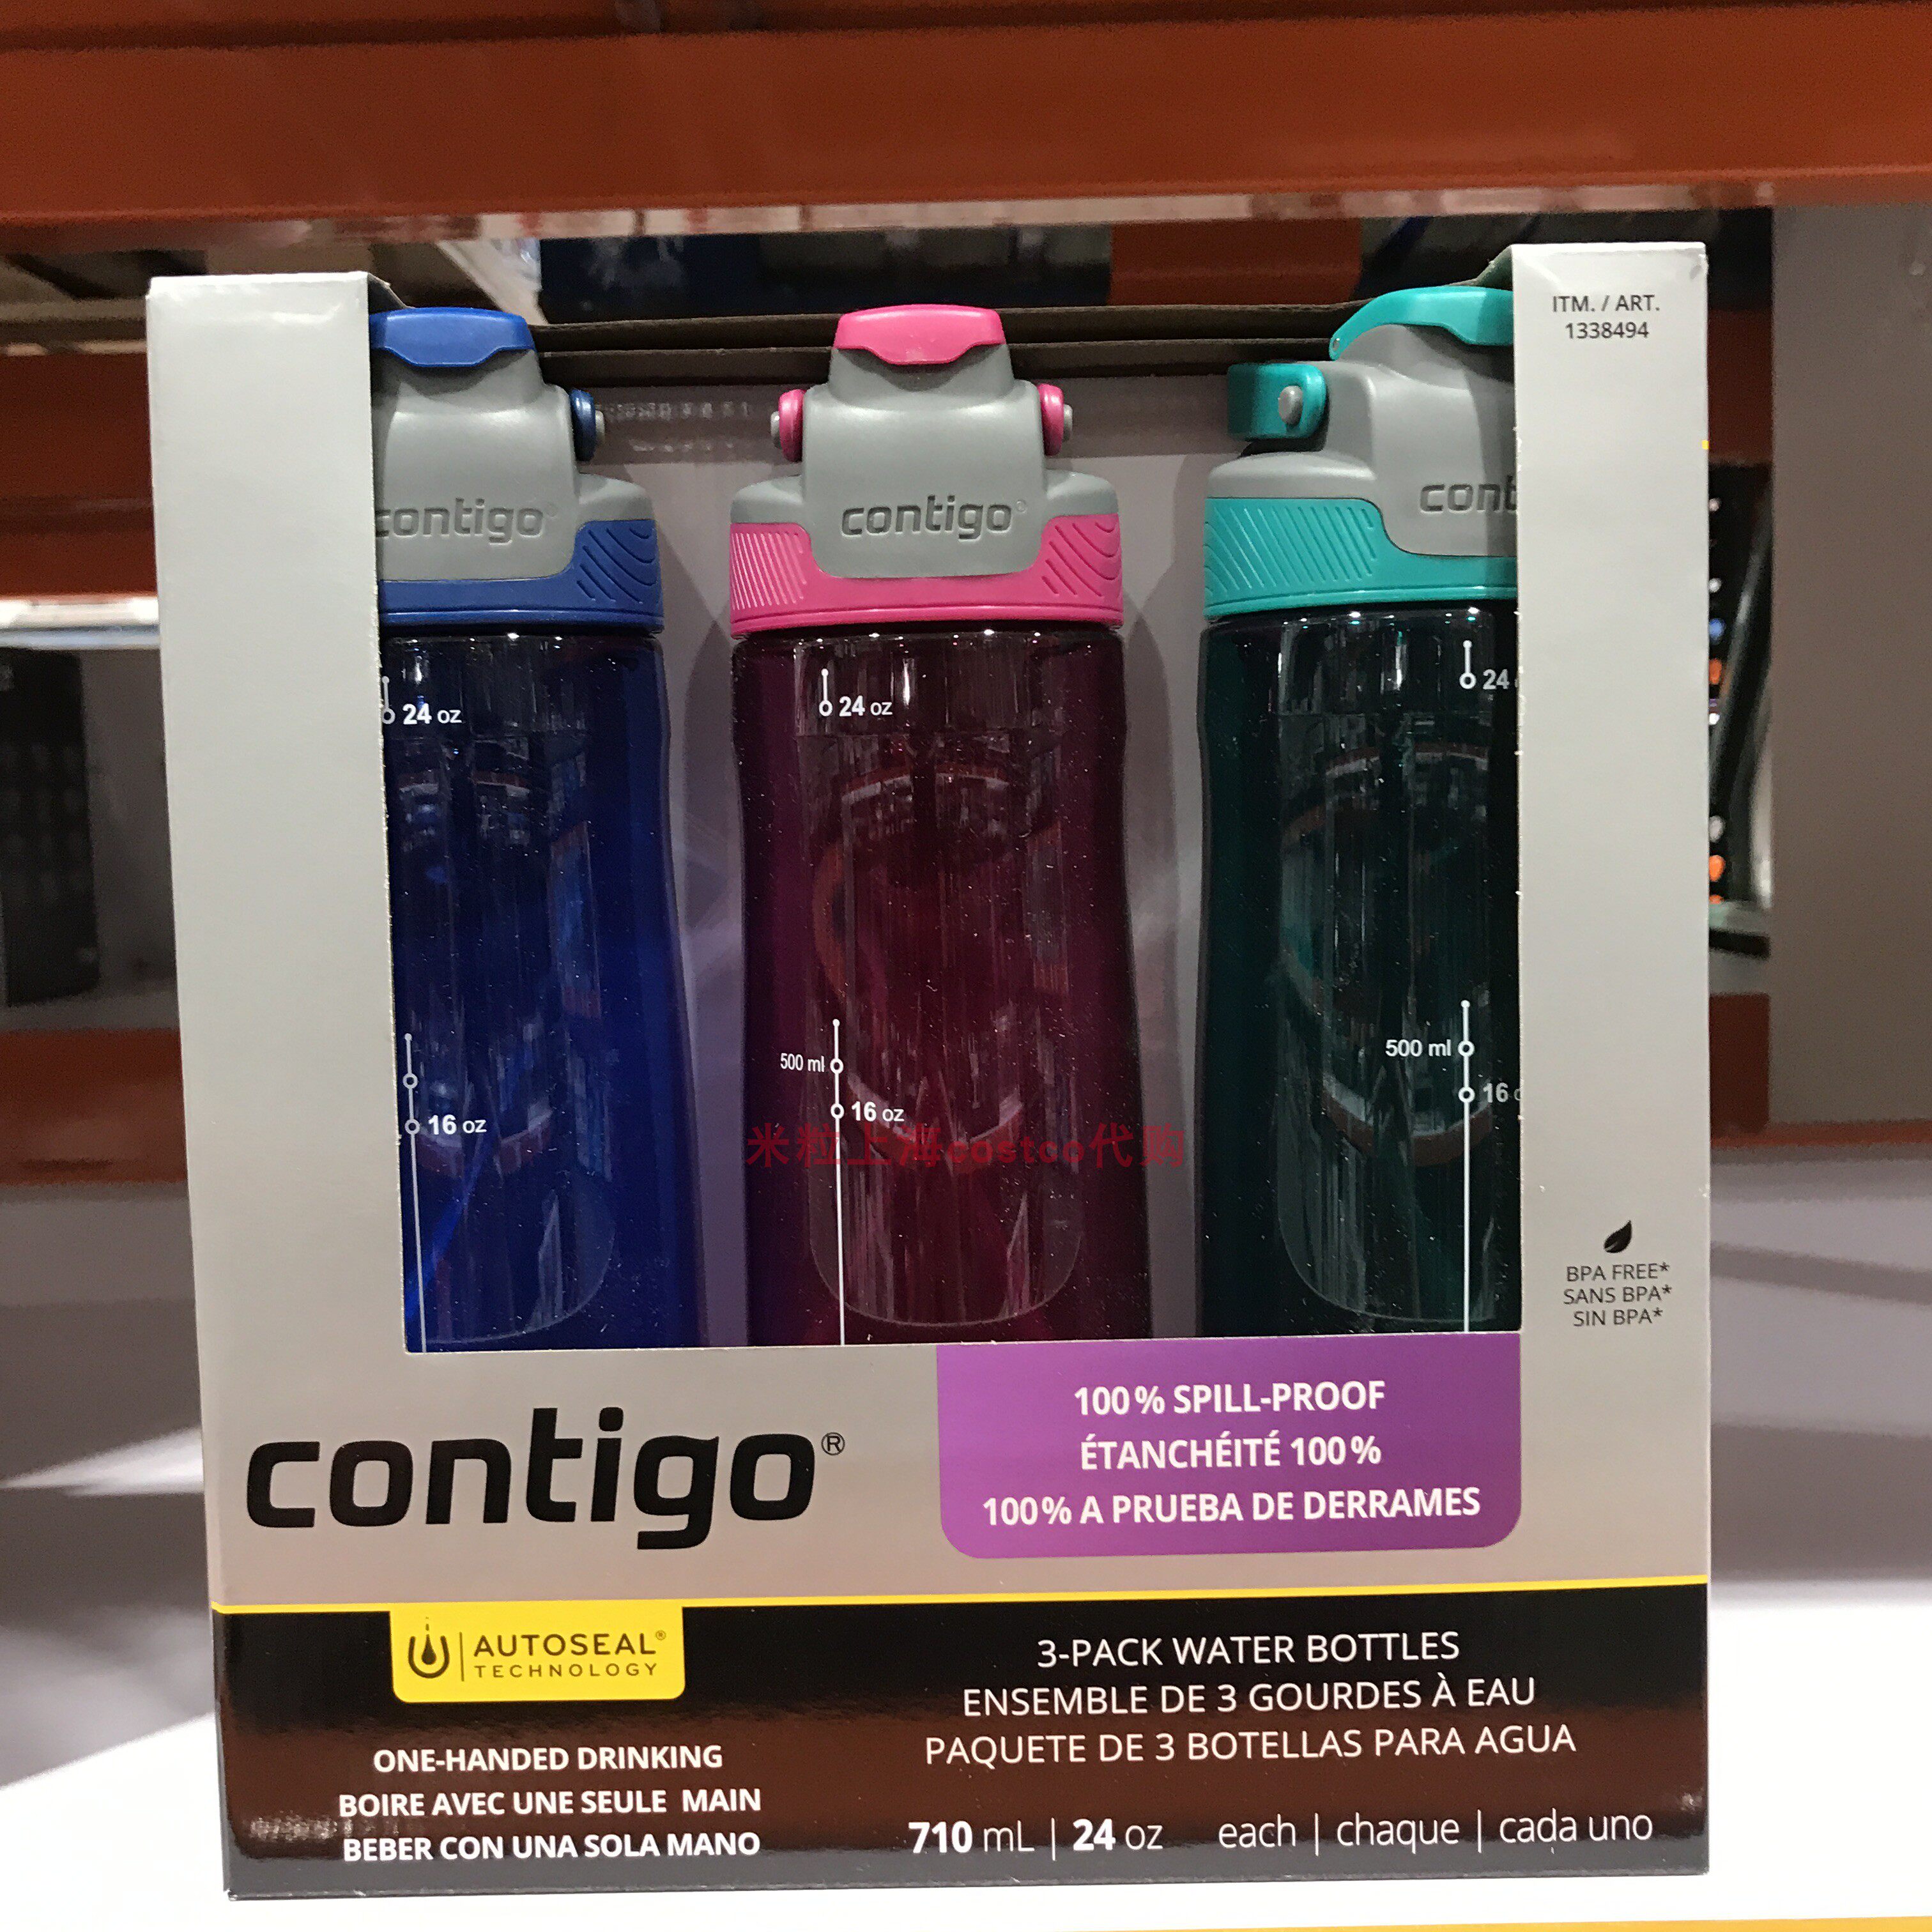 ITM. / ART.
1338494
contigo
contigo®
cont
24 oz
24 oz
24
500 ml
16 oz
500 ml
16 oz
16
米粒上海costco代购
BPA FREE*
SANS BPA*
SIN BPA*
contigo®
100% SPILL-PROOF
ÉTANCHÉITÉ 100%
100% A PRUEBA DE DERRAMES
AUTOSEAL®
TECHNOLOGY
ONE-HANDED DRINKING
BOIRE AVEC UNE SEULE MAIN
BEBER CON UNA SOLA MANO
3-PACK WATER BOTTLES
ENSEMBLE DE 3 GOURDES À EAU
PAQUETE DE 3 BOTELLAS PARA AGUA
710 mL | 24 oz each | chaque | cada uno